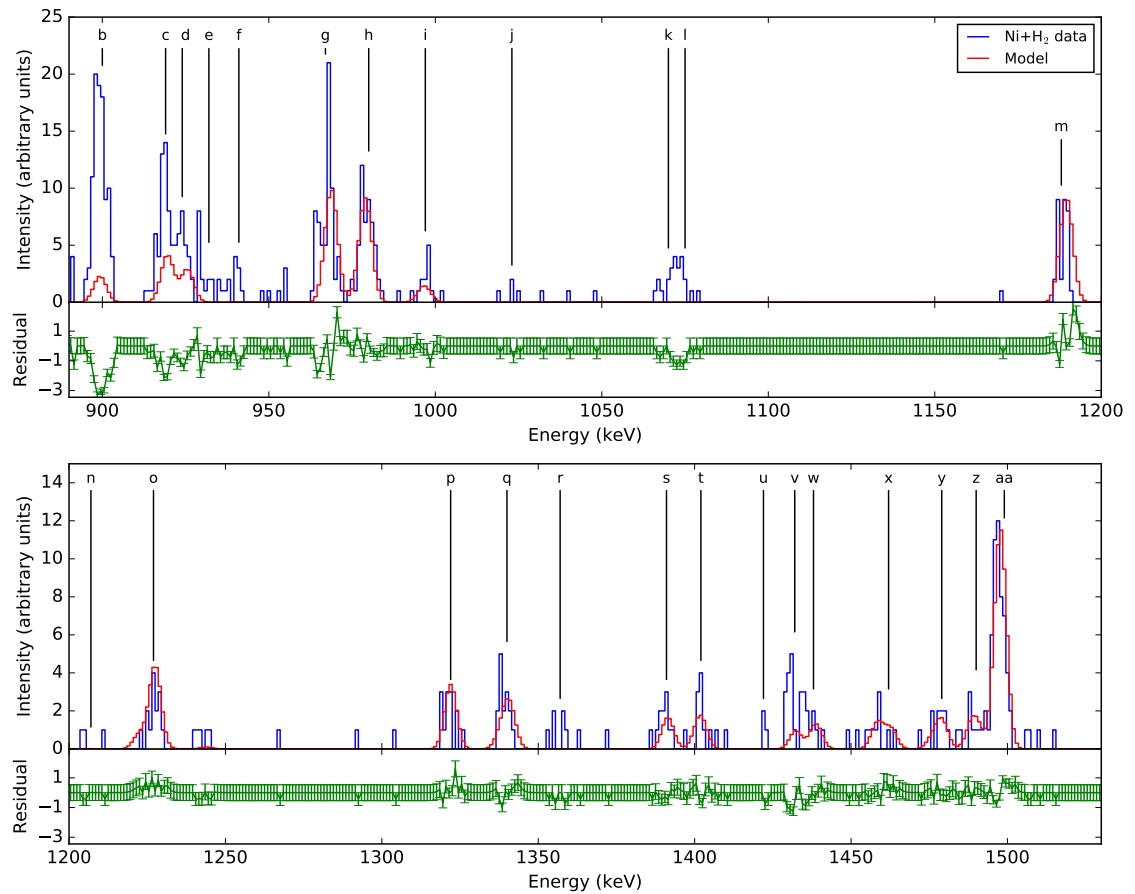 25
20
15
10
5
0
Intensity (arbitrary units)
b c d e f g h i j k l m
Ni+H₂ data
Model
1
−1
−3
Residual
900 950 1000 1050 1100 1150 1200
Energy (keV)
14
12
10
8
6
4
2
0
Intensity (arbitrary units)
n o p q r s t u v w x y z aa
1
−1
−3
Residual
1200 1250 1300 1350 1400 1450 1500
Energy (keV)